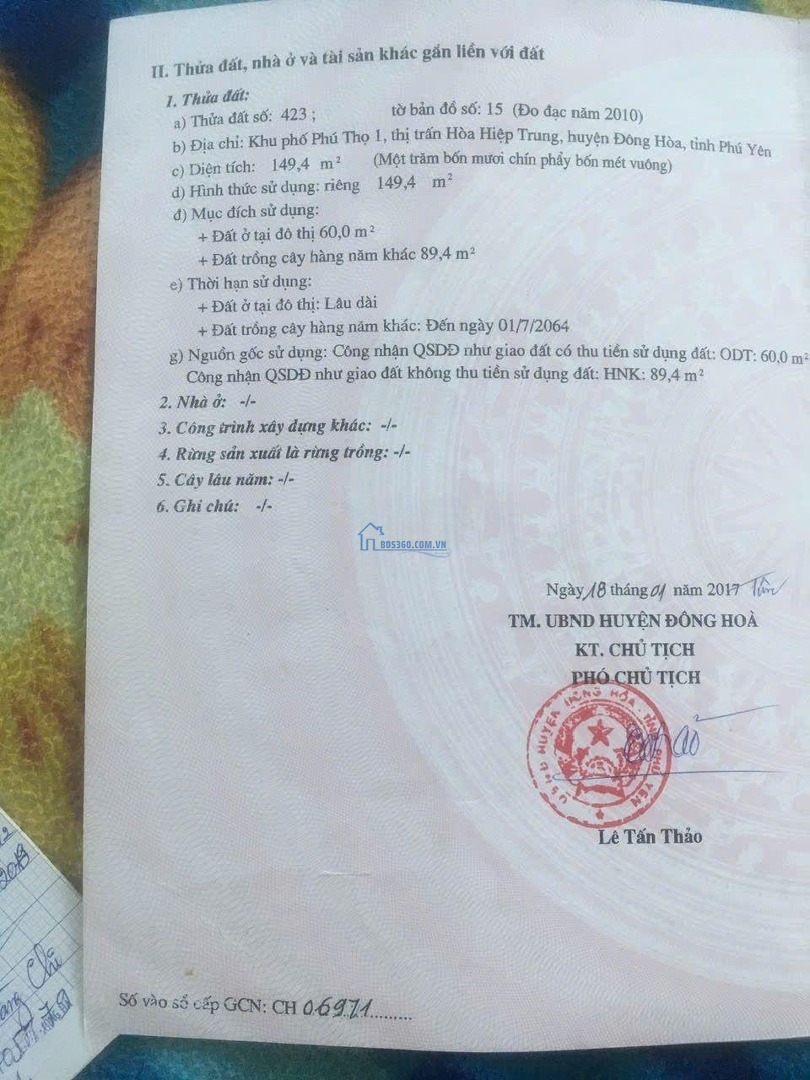 II. Thửa đất, nhà ở và tài sản khác gắn liền với đất
1. Thửa đất:
a) Thửa đất số: 423 ; tờ bản đồ số: 15 (Đo đạc năm 2010)
b) Địa chỉ: Khu phố Phú Thọ 1, thị trấn Hòa Hiệp Trung, huyện Đông Hòa, tỉnh Phú Yên
c) Diện tích: 149,4 m² (Một trăm bốn mươi chín phẩy bốn mét vuông)
d) Hình thức sử dụng: riêng 149,4 m²
đ) Mục đích sử dụng:
+ Đất ở tại đô thị 60,0 m²
+ Đất trồng cây hàng năm khác 89,4 m²
e) Thời hạn sử dụng:
+ Đất ở tại đô thị: Lâu dài
+ Đất trồng cây hàng năm khác: Đến ngày 01/7/2064
g) Nguồn gốc sử dụng: Công nhận QSDĐ như giao đất có thu tiền sử dụng đất: ODT: 60,0 m²
Công nhận QSDĐ như giao đất không thu tiền sử dụng đất: HNK: 89,4 m²
2. Nhà ở: -/-
3. Công trình xây dựng khác: -/-
4. Rừng sản xuất là rừng trồng: -/-
5. Cây lâu năm: -/-
6. Ghi chú: -/-
BDS360.COM.VN
Ngày 18 tháng 01 năm 2017
TM. UBND HUYỆN ĐÔNG HOÀ
KT. CHỦ TỊCH
PHÓ CHỦ TỊCH
Lê Tấn Thảo
Số vào sổ cấp GCN: CH 06971.........